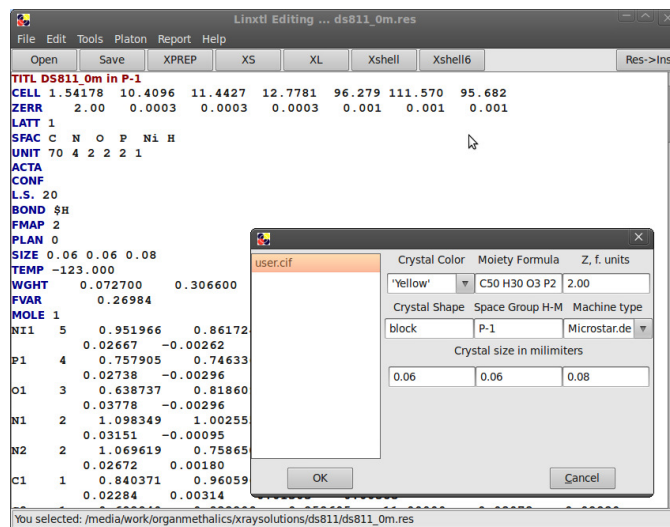 Linxtl Editing ... ds811_0m.res
File Edit Tools Platon Report Help
Open Save XPREP XS XL Xshell Xshell6 Res->Ins
TITL DS811_0m in P-1
CELL 1.54178 10.4096 11.4427 12.7781 96.279 111.570 95.682
ZERR 2.00 0.0003 0.0003 0.0003 0.001 0.001 0.001
LATT 1
SFAC C N O P Ni H
UNIT 70 4 2 2 2 1
ACTA
CONF
L.S. 20
BOND $H
FMAP 2
PLAN 0
SIZE 0.06 0.06 0.08
TEMP -123.000
WGHT 0.072700 0.306600
FVAR 0.26984
MOLE 1
NI1 5 0.951966 0.86172
0.02667 -0.00262
P1 4 0.757905 0.74633
0.02738 -0.00296
O1 3 0.638737 0.81860
0.03778 -0.00296
N1 2 1.098349 1.00255
0.03151 -0.00095
N2 2 1.069619 0.75865
0.02672 0.00180
C1 1 0.840371 0.96059
0.02284 0.00314
user.cif
Crystal Color Moiety Formula Z, f. units
'Yellow' C50 H30 O3 P2 2.00
Crystal Shape Space Group H-M Machine type
block P-1 Microstar.de
Crystal size in milimiters
0.06 0.06 0.08
OK Cancel
You selected: /media/work/organmethalics/xraysolutions/ds811/ds811_0m.res